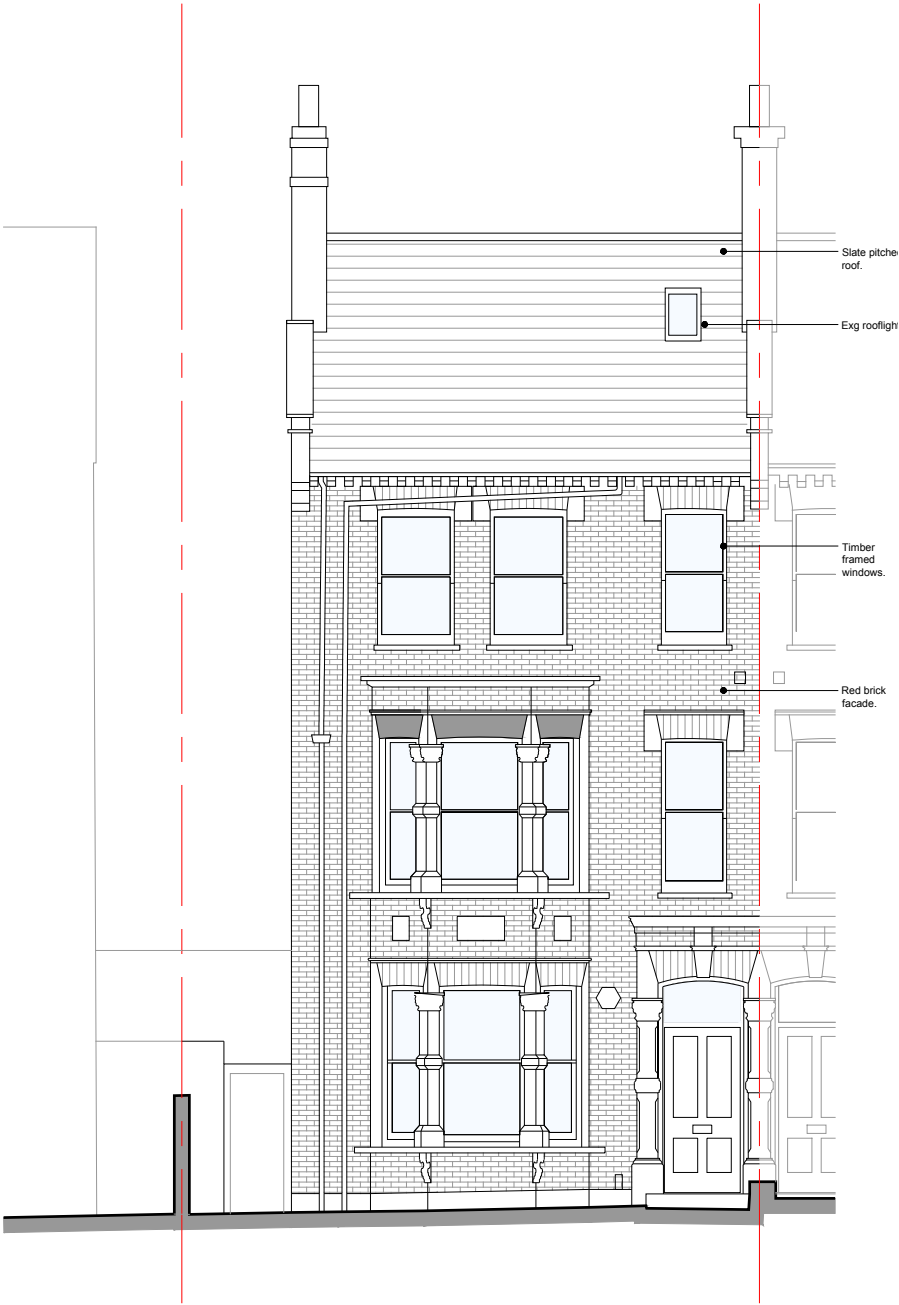 Slate pitched
roof.
Exg rooflight
Timber
framed
windows.
Red brick
facade.